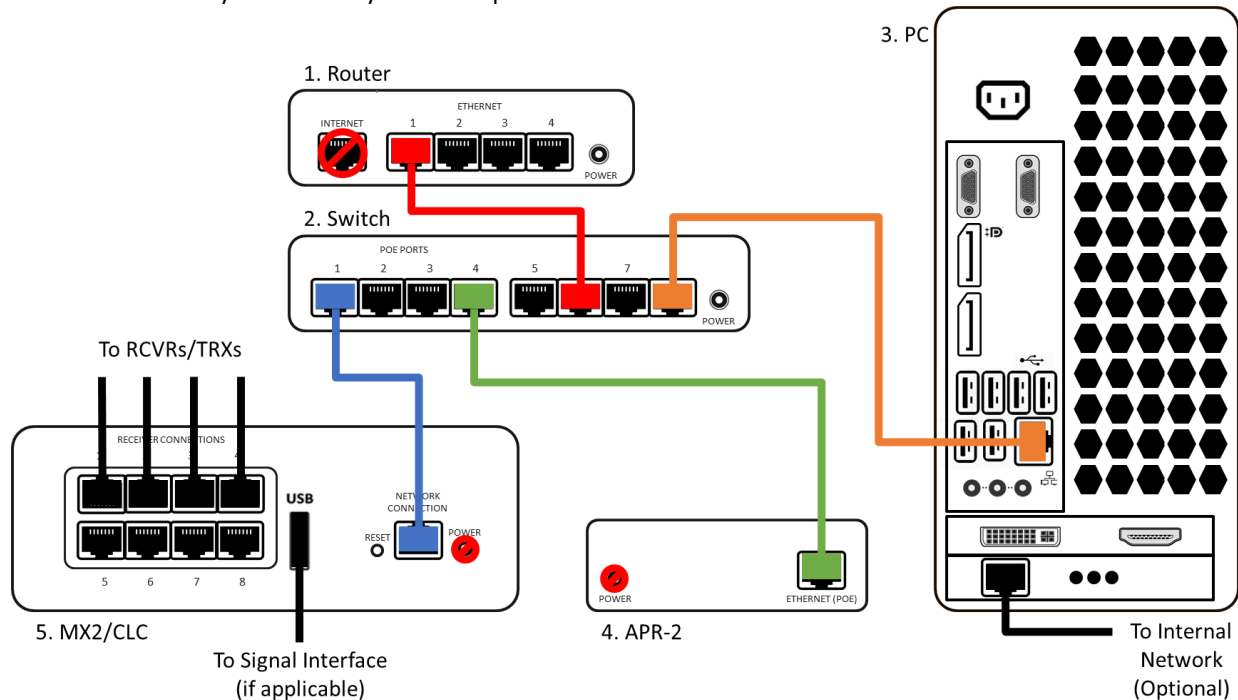 3. PC
1. Router
ETHERNET
INTERNET
1 2 3 4
POWER
2. Switch
POE PORTS
1 2 3 4 5 7
POWER
To RCVRs/TRXs
RECEIVER CONNECTIONS
USB
NETWORK
CONNECTION
RESET
POWER
5 6 7 8
5. MX2/CLC
To Signal Interface
(if applicable)
POWER
ETHERNET (POE)
4. APR-2
To Internal
Network
(Optional)